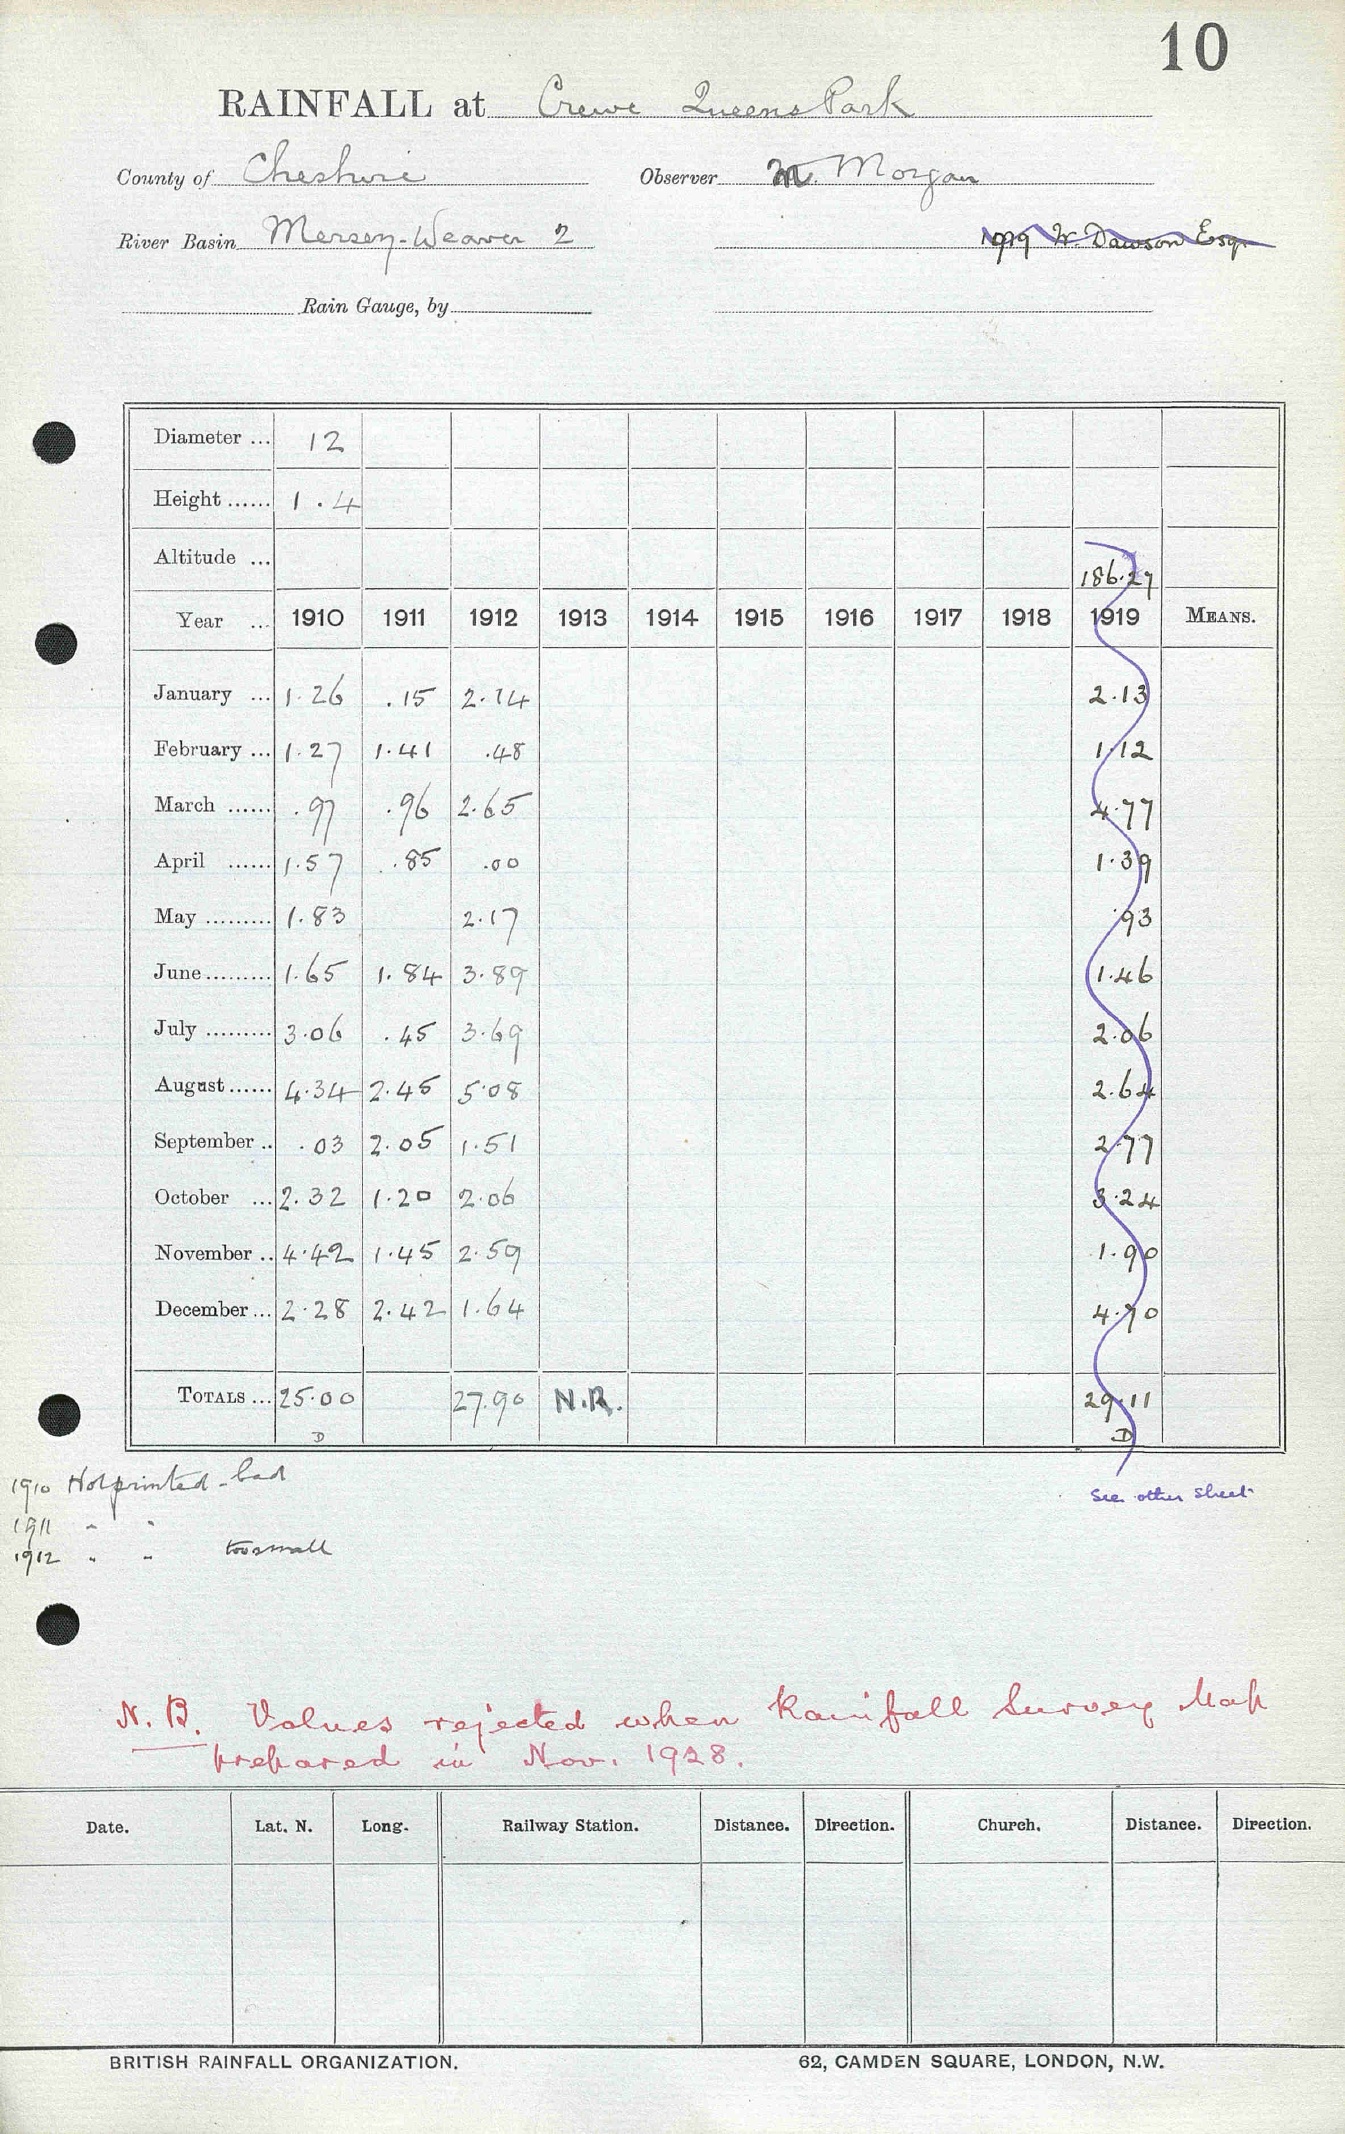 10
RAINFALL at Crewe Queens Park
County of Cheshire Observer M. Morgan
River Basin Mersey-Weaver 2 1919 W. Dawson Esq.
Rain Gauge, by
Diameter ... 12
Height ...... 1.4
Altitude ... 186.27
Year ... 1910 1911 1912 1913 1914 1915 1916 1917 1918 1919 MEANS.
January ... 1.26 .15 2.14 2.13
February ... 1.27 1.41 .48 1.12
March ...... .97 .96 2.65 4.77
April ...... 1.57 .85 .00 1.39
May ......... 1.83 2.17 .93
June ......... 1.65 1.84 3.89 1.46
July ......... 3.06 .45 3.69 2.06
August ...... 4.34 2.45 5.08 2.64
September .. .03 2.05 1.51 2.77
October ... 2.32 1.20 2.06 3.24
November .. 4.42 1.45 2.59 1.90
December ... 2.28 2.42 1.64 4.70
TOTALS ... 25.00 27.90 N.R. 29.11
D D
1910 Not printed - bad
See other sheet
1911 " "
1912 " " too small
N.B. Values rejected when Rainfall Survey Map
prepared in Nov. 1928.
Date. Lat. N. Long. Railway Station. Distance. Direction. Church. Distance. Direction.
BRITISH RAINFALL ORGANIZATION. 62, CAMDEN SQUARE, LONDON, N.W.